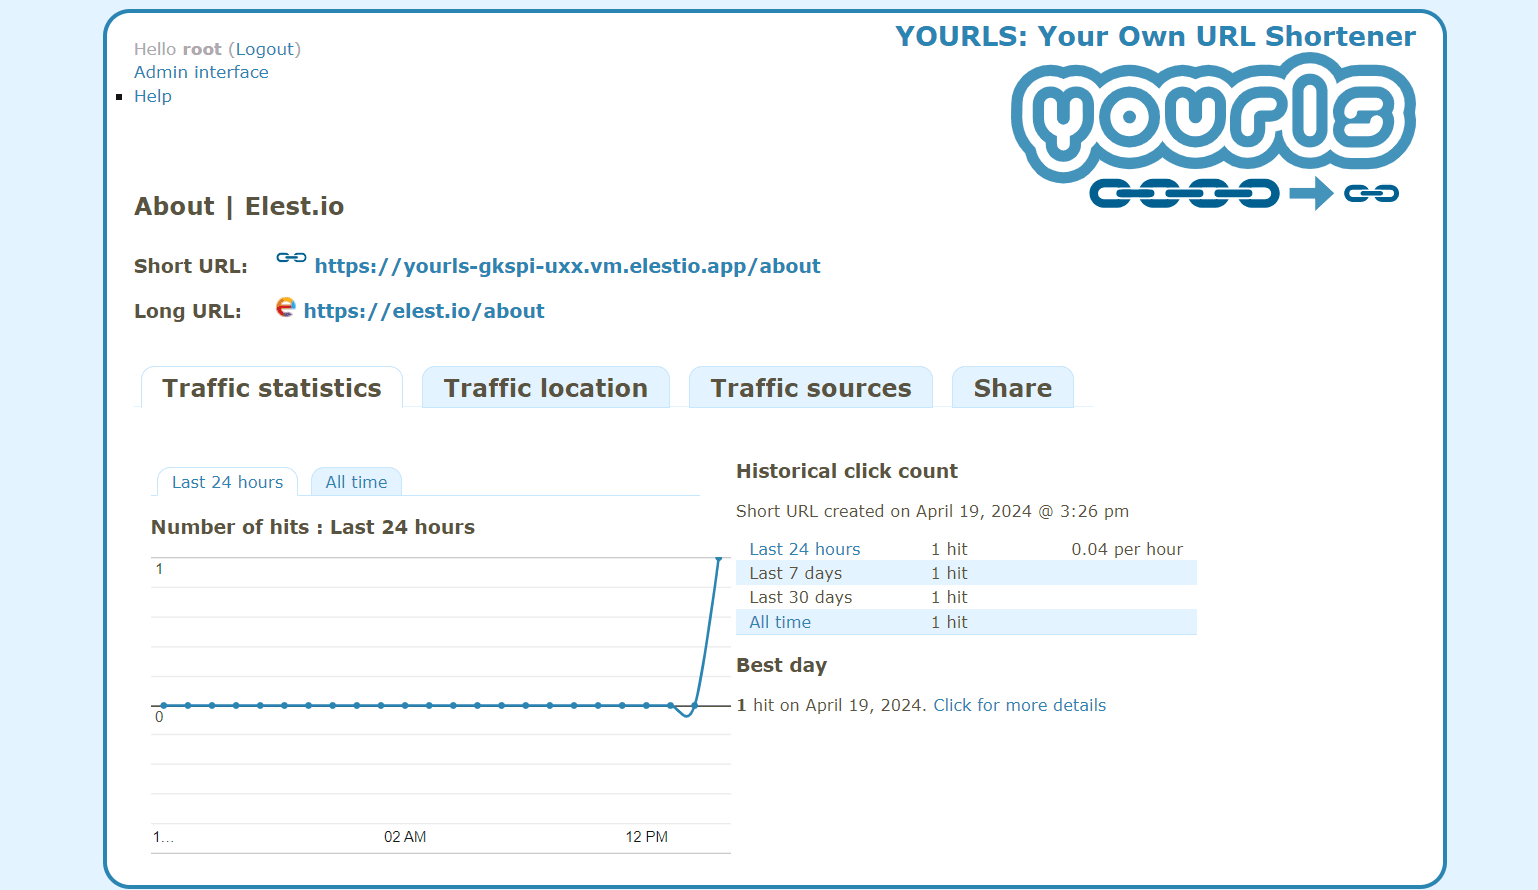 Hello root (Logout)
Admin interface
Help
YOURLS: Your Own URL Shortener
yourls
About | Elest.io
Short URL: https://yourls-gkspi-uxx.vm.elestio.app/about
Long URL: https://elest.io/about
Traffic statistics
Traffic location
Traffic sources
Share
Last 24 hours
All time
Number of hits : Last 24 hours
1
0
1...
02 AM
12 PM
Historical click count
Short URL created on April 19, 2024 @ 3:26 pm
Last 24 hours 1 hit 0.04 per hour
Last 7 days 1 hit
Last 30 days 1 hit
All time 1 hit
Best day
1 hit on April 19, 2024. Click for more details